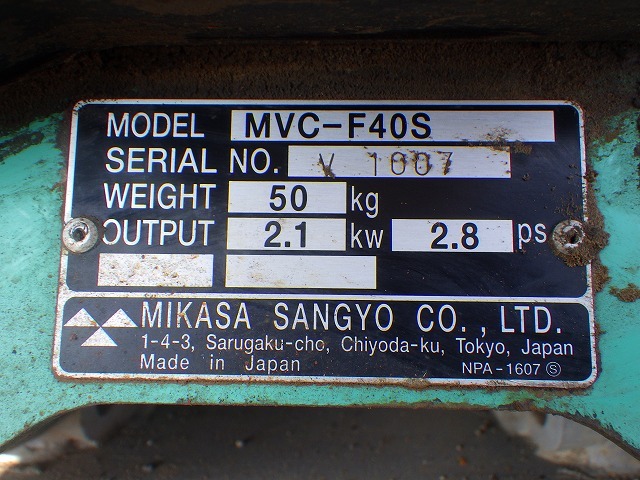 MODEL MVC-F40S
SERIAL NO. V 1007
WEIGHT 50 kg
OUTPUT 2.1 kw 2.8 ps
MIKASA SANGYO CO., LTD.
1-4-3, Sarugaku-cho, Chiyoda-ku, Tokyo, Japan
Made in Japan NPA-1607 Ⓢ